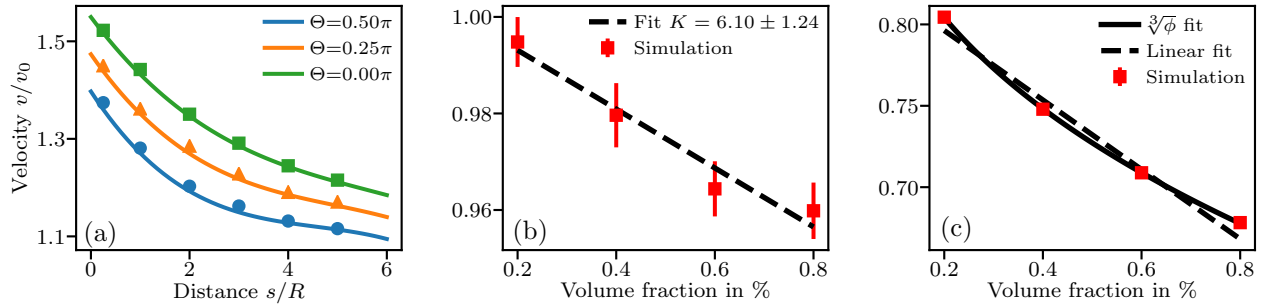 Velocity v/v₀
1.5
1.3
1.1
Θ=0.50π
Θ=0.25π
Θ=0.00π
(a)
0 2 4 6
Distance s/R
1.00
0.98
0.96
Fit K = 6.10 ± 1.24
Simulation
(b)
0.2 0.4 0.6 0.8
Volume fraction in %
0.80
0.75
0.70
∛ϕ fit
Linear fit
Simulation
(c)
0.2 0.4 0.6 0.8
Volume fraction in %